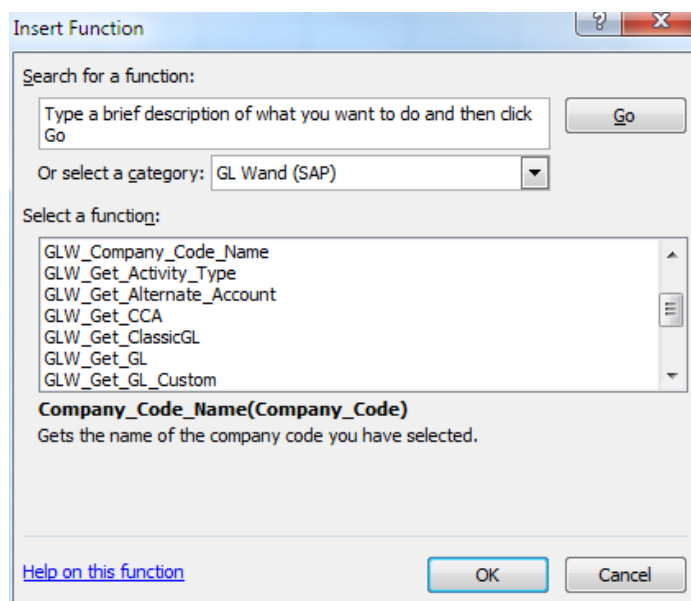 Insert Function
?
Search for a function:
Type a brief description of what you want to do and then click
Go
Go
Or select a category: GL Wand (SAP)
Select a function:
GLW_Company_Code_Name
GLW_Get_Activity_Type
GLW_Get_Alternate_Account
GLW_Get_CCA
GLW_Get_ClassicGL
GLW_Get_GL
GLW_Get_GL_Custom
Company_Code_Name(Company_Code)
Gets the name of the company code you have selected.
Help on this function
OK
Cancel